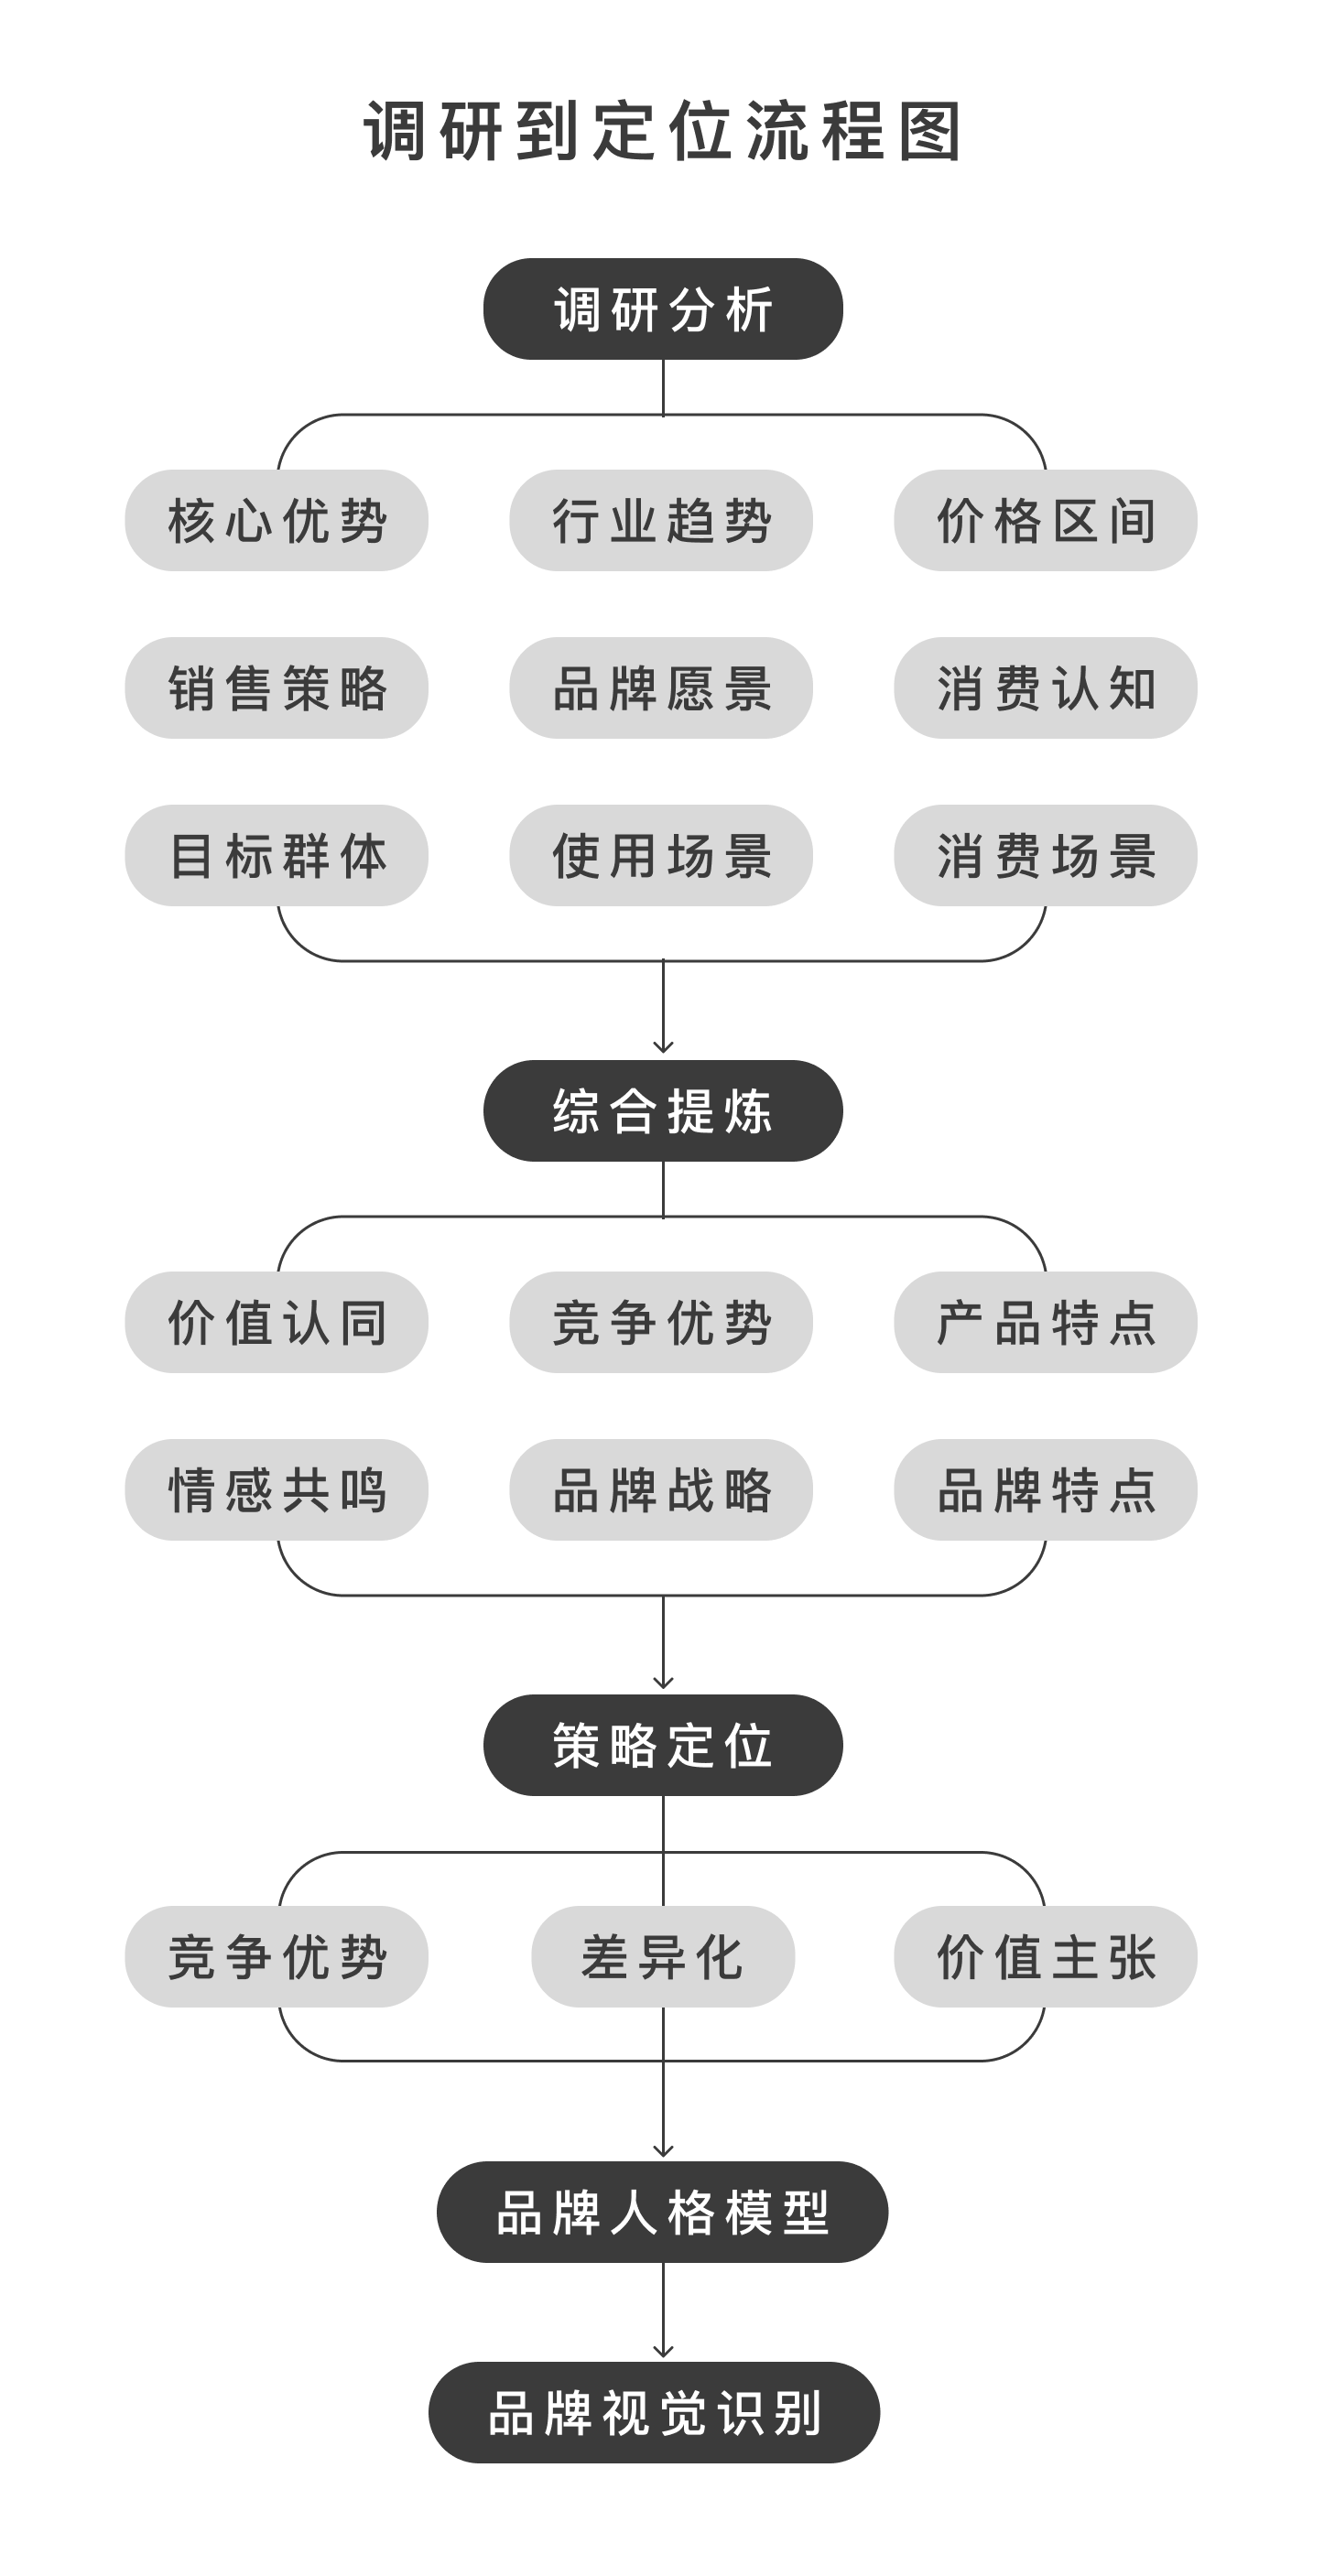 调研到定位流程图
调研分析
核心优势 行业趋势 价格区间
销售策略 品牌愿景 消费认知
目标群体 使用场景 消费场景
综合提炼
价值认同 竞争优势 产品特点
情感共鸣 品牌战略 品牌特点
策略定位
竞争优势 差异化 价值主张
品牌人格模型
品牌视觉识别